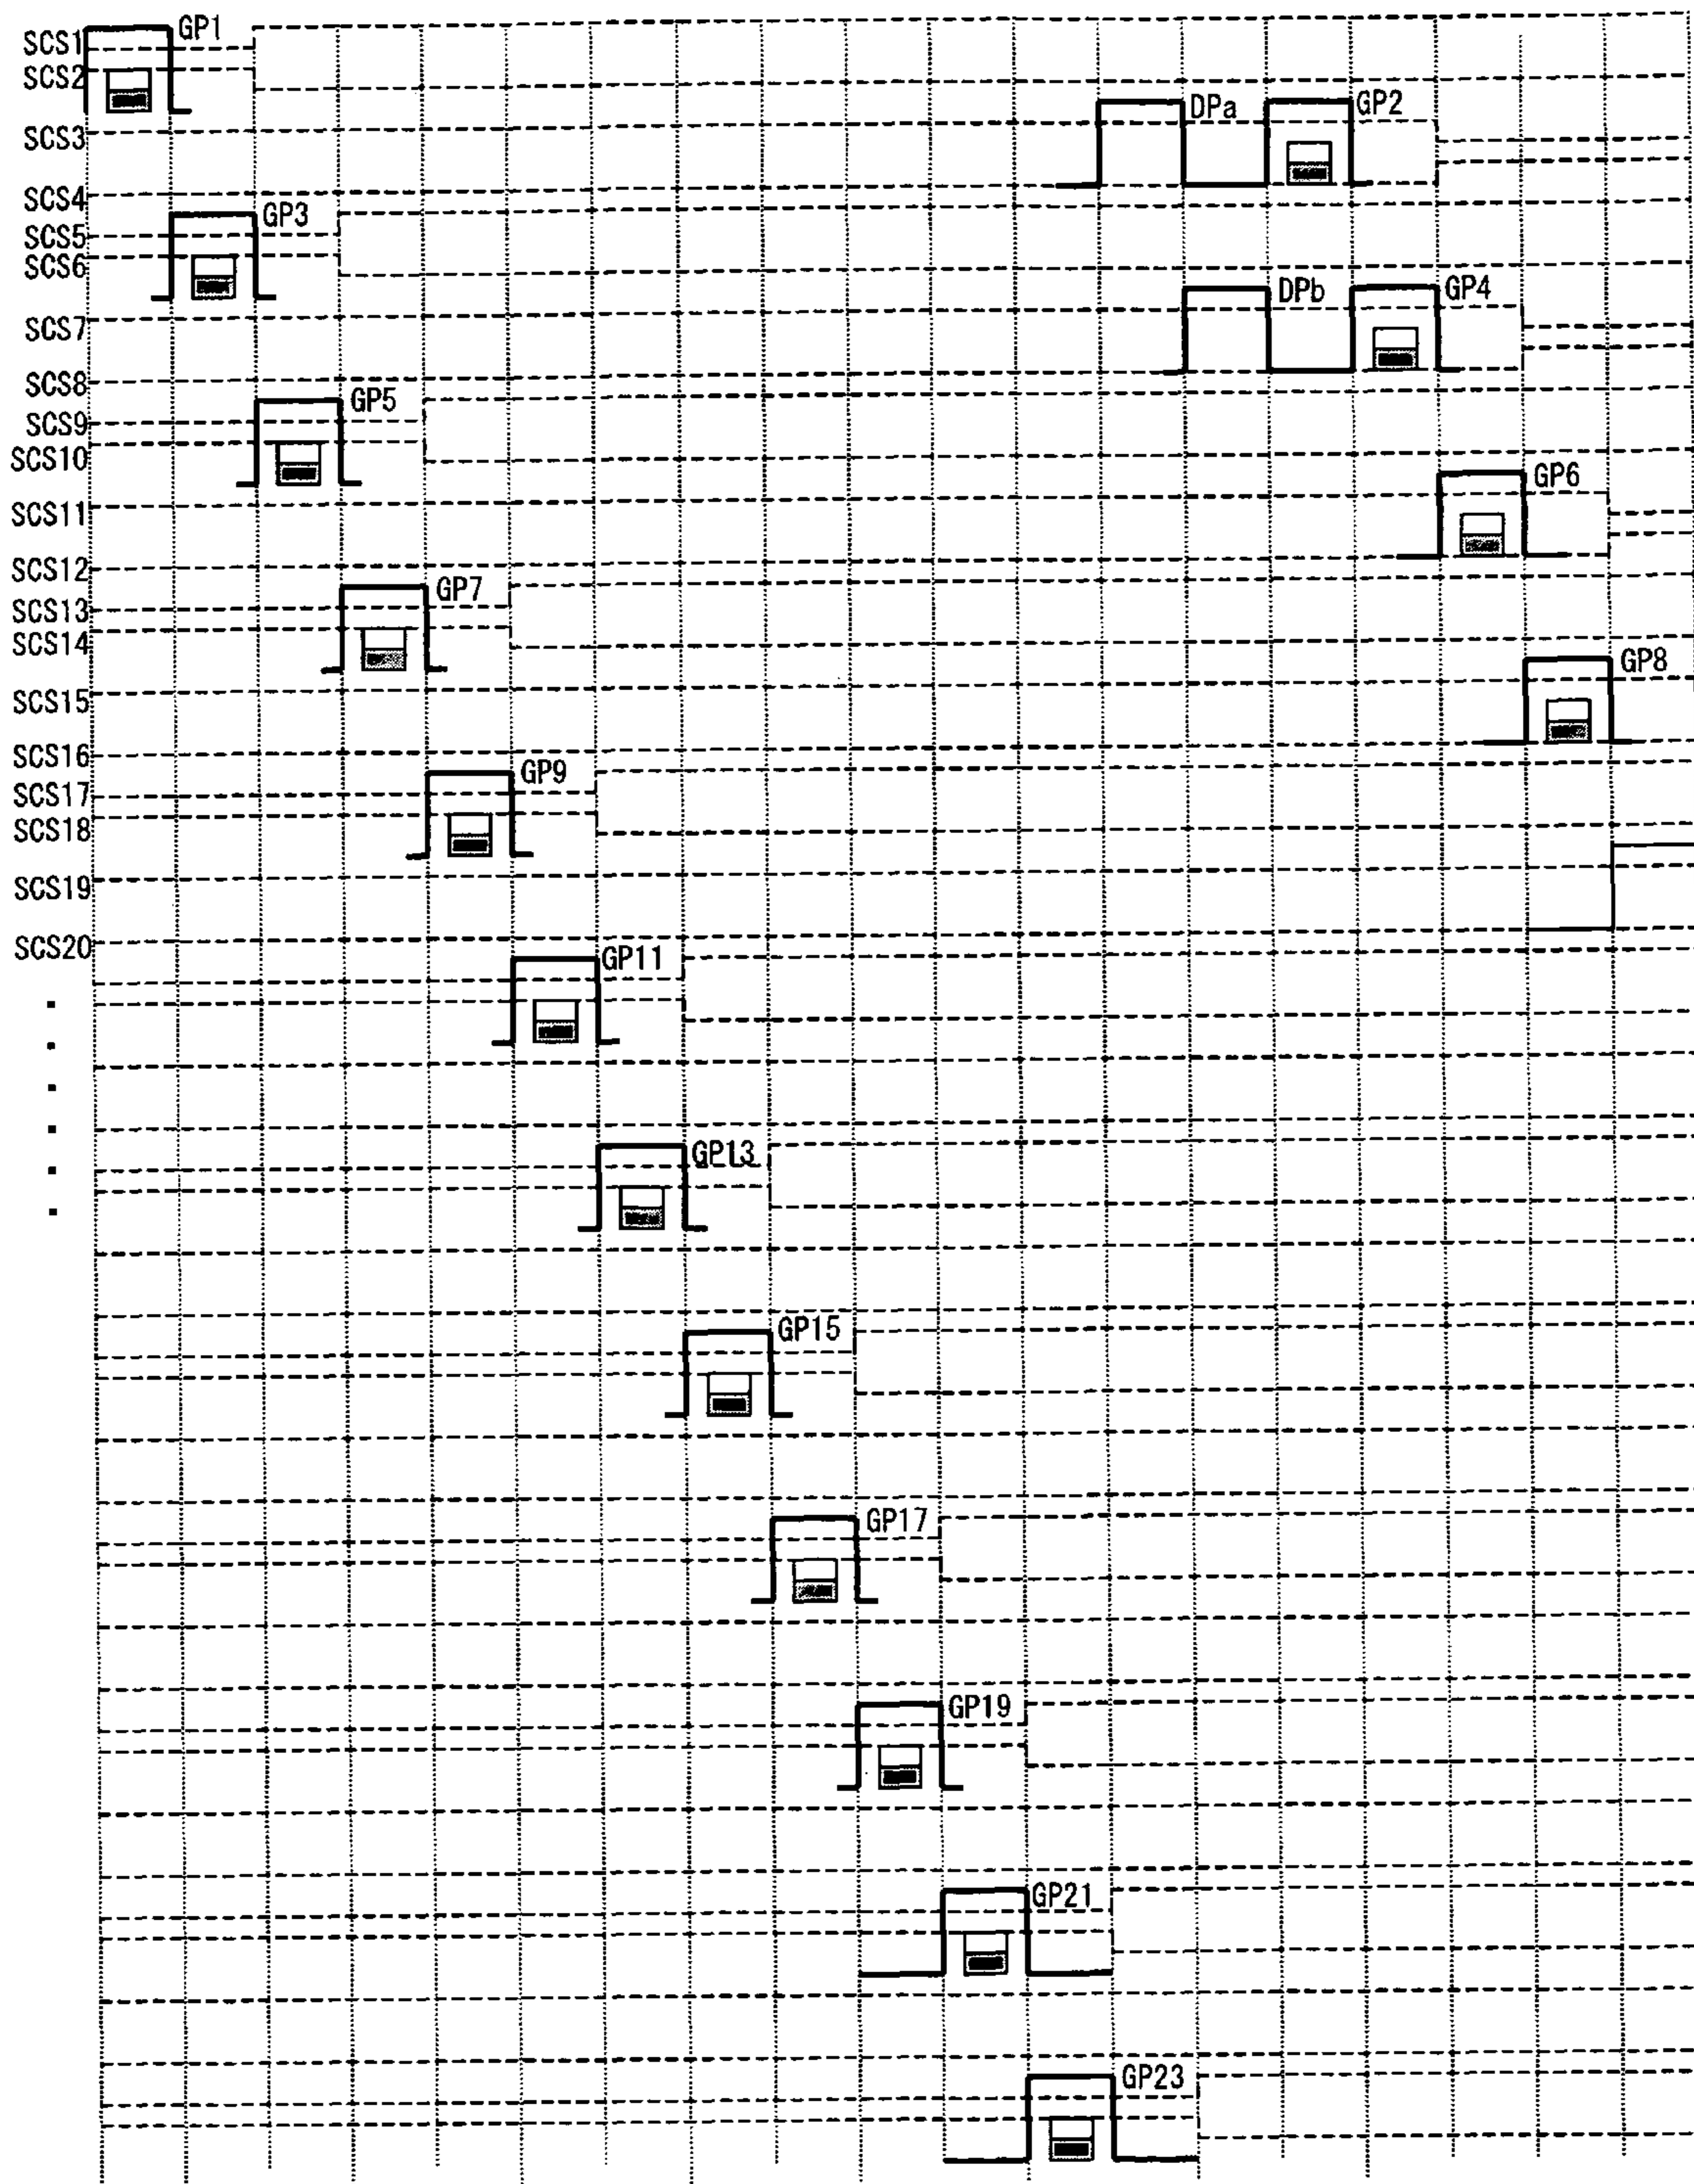 SCS1 GP1
SCS2
DPa GP2
SCS3
SCS4
GP3
SCS5
SCS6
DPb GP4
SCS7
SCS8
GP5
SCS9
SCS10
GP6
SCS11
SCS12
GP7
SCS13
SCS14
GP8
SCS15
SCS16
GP9
SCS17
SCS18
SCS19
SCS20
GP11
GP13
GP15
GP17
GP19
GP21
GP23